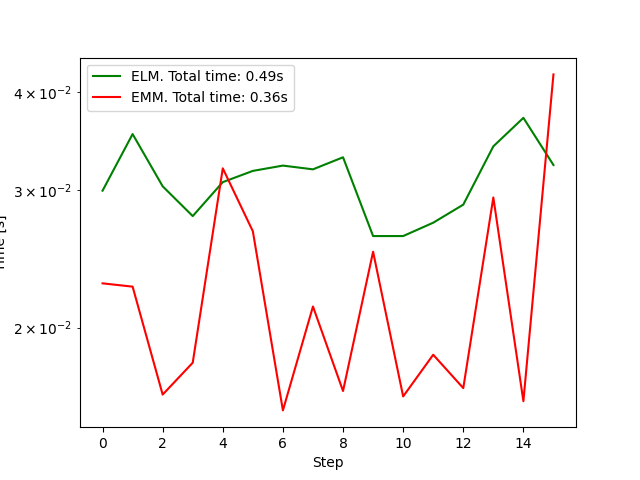 ELM. Total time: 0.49s
EMM. Total time: 0.36s
4 × 10⁻²
3 × 10⁻²
2 × 10⁻²
Time [s]
0 2 4 6 8 10 12 14
Step